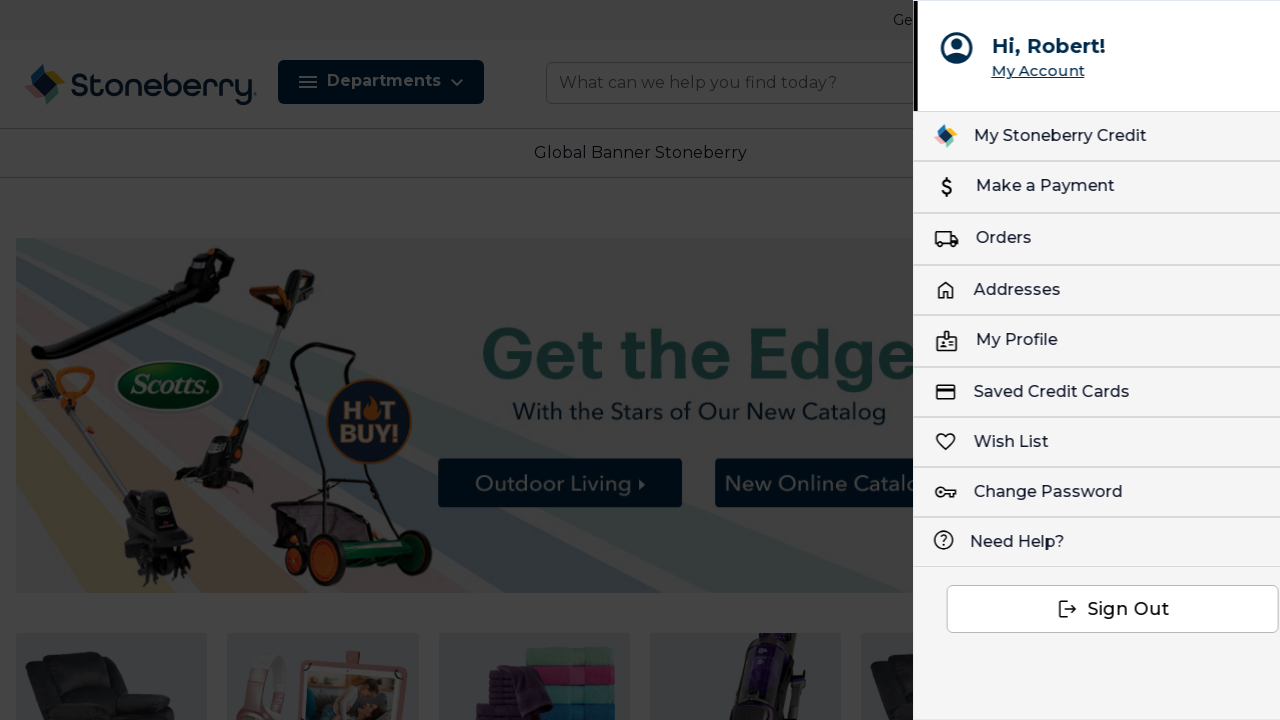 Ge
Stoneberry
Departments
What can we help you find today?
Global Banner Stoneberry
Scotts
HOT
BUY!
Get the Edge
With the Stars of Our New Catalog
Outdoor Living
New Online Catalo
Hi, Robert!
My Account
My Stoneberry Credit
Make a Payment
Orders
Addresses
My Profile
Saved Credit Cards
Wish List
Change Password
Need Help?
Sign Out